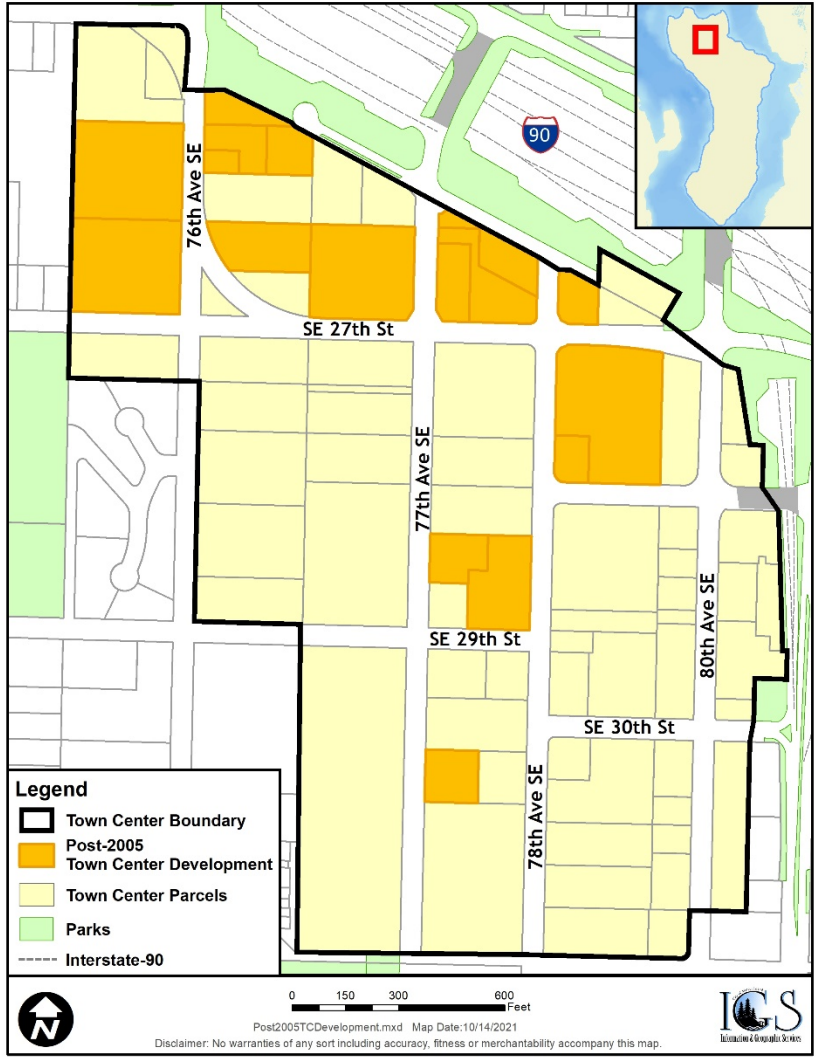 90
76th Ave SE
SE 27th St
77th Ave SE
80th Ave SE
SE 29th St
SE 30th St
78th Ave SE
Legend
Town Center Boundary
Post-2005
Town Center Development
Town Center Parcels
Parks
Interstate-90
N
0 150 300 600
Feet
Post2005TCDevelopment.mxd Map Date:10/14/2021
Disclaimer: No warranties of any sort including accuracy, fitness or merchantability accompany this map.
IGS
Information & Geographic Services